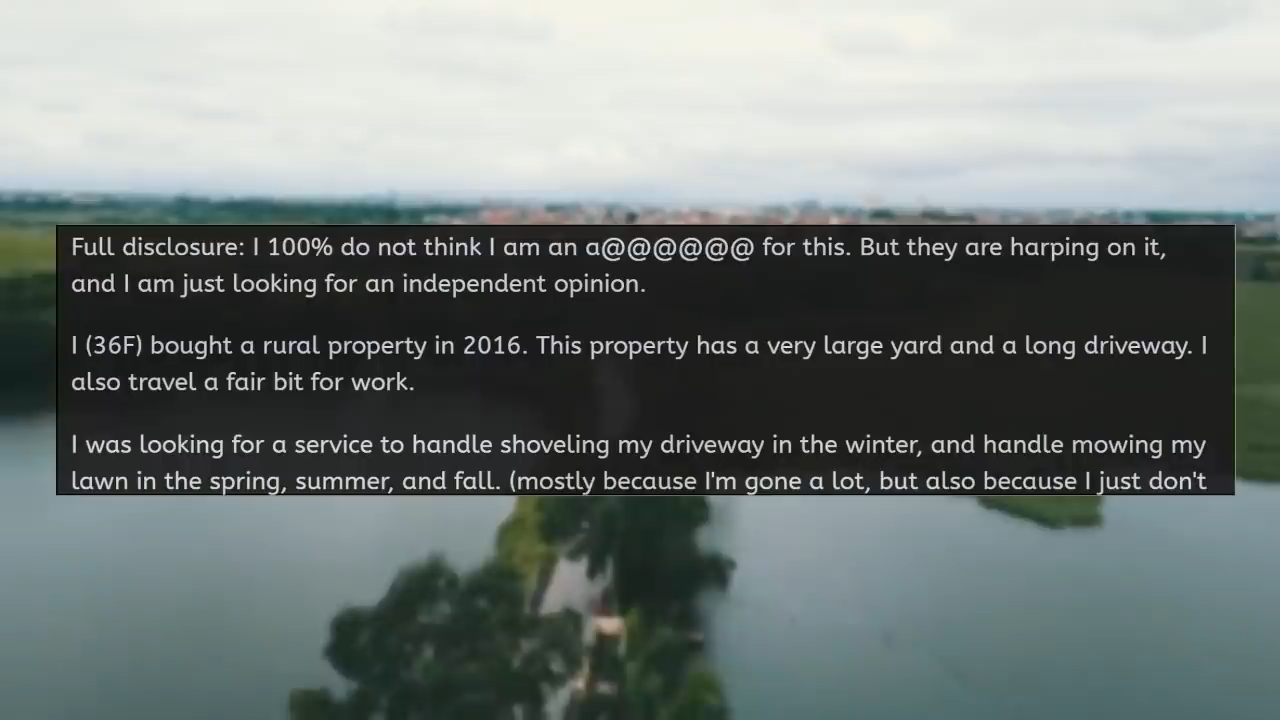 Full disclosure: I 100% do not think I am an a@@@@@@ for this. But they are harping on it,
and I am just looking for an independent opinion.
I (36F) bought a rural property in 2016. This property has a very large yard and a long driveway. I
also travel a fair bit for work.
I was looking for a service to handle shoveling my driveway in the winter, and handle mowing my
lawn in the spring, summer, and fall. (mostly because I'm gone a lot, but also because I just don't